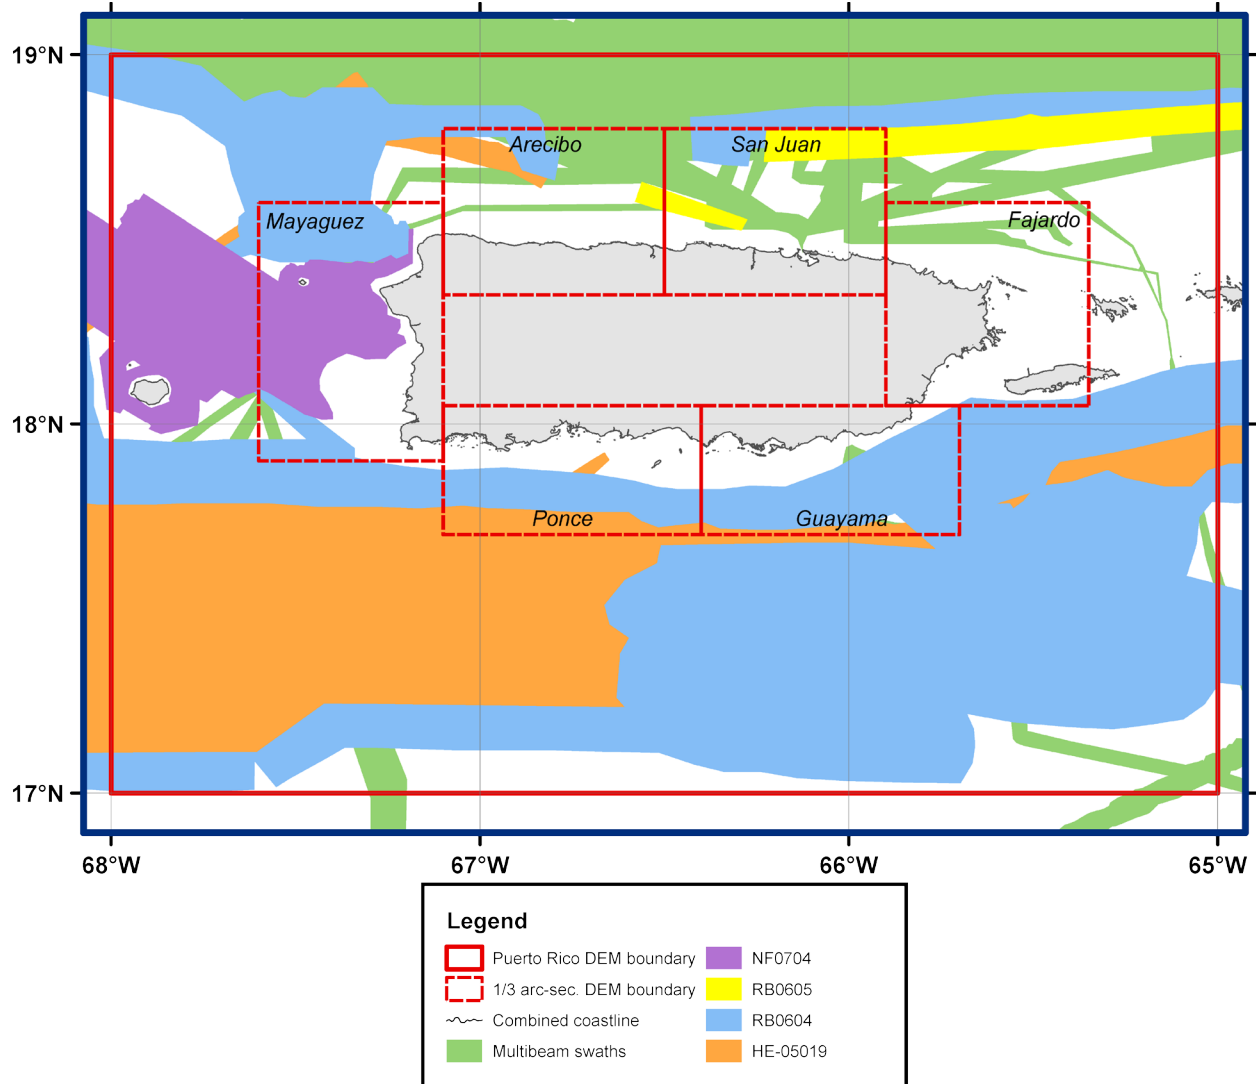 19°N
Arecibo
San Juan
Mayaguez
Fajardo
18°N
Ponce
Guayama
17°N
68°W
67°W
66°W
65°W
Legend
Puerto Rico DEM boundary
1/3 arc-sec. DEM boundary
Combined coastline
Multibeam swaths
NF0704
RB0605
RB0604
HE-05019